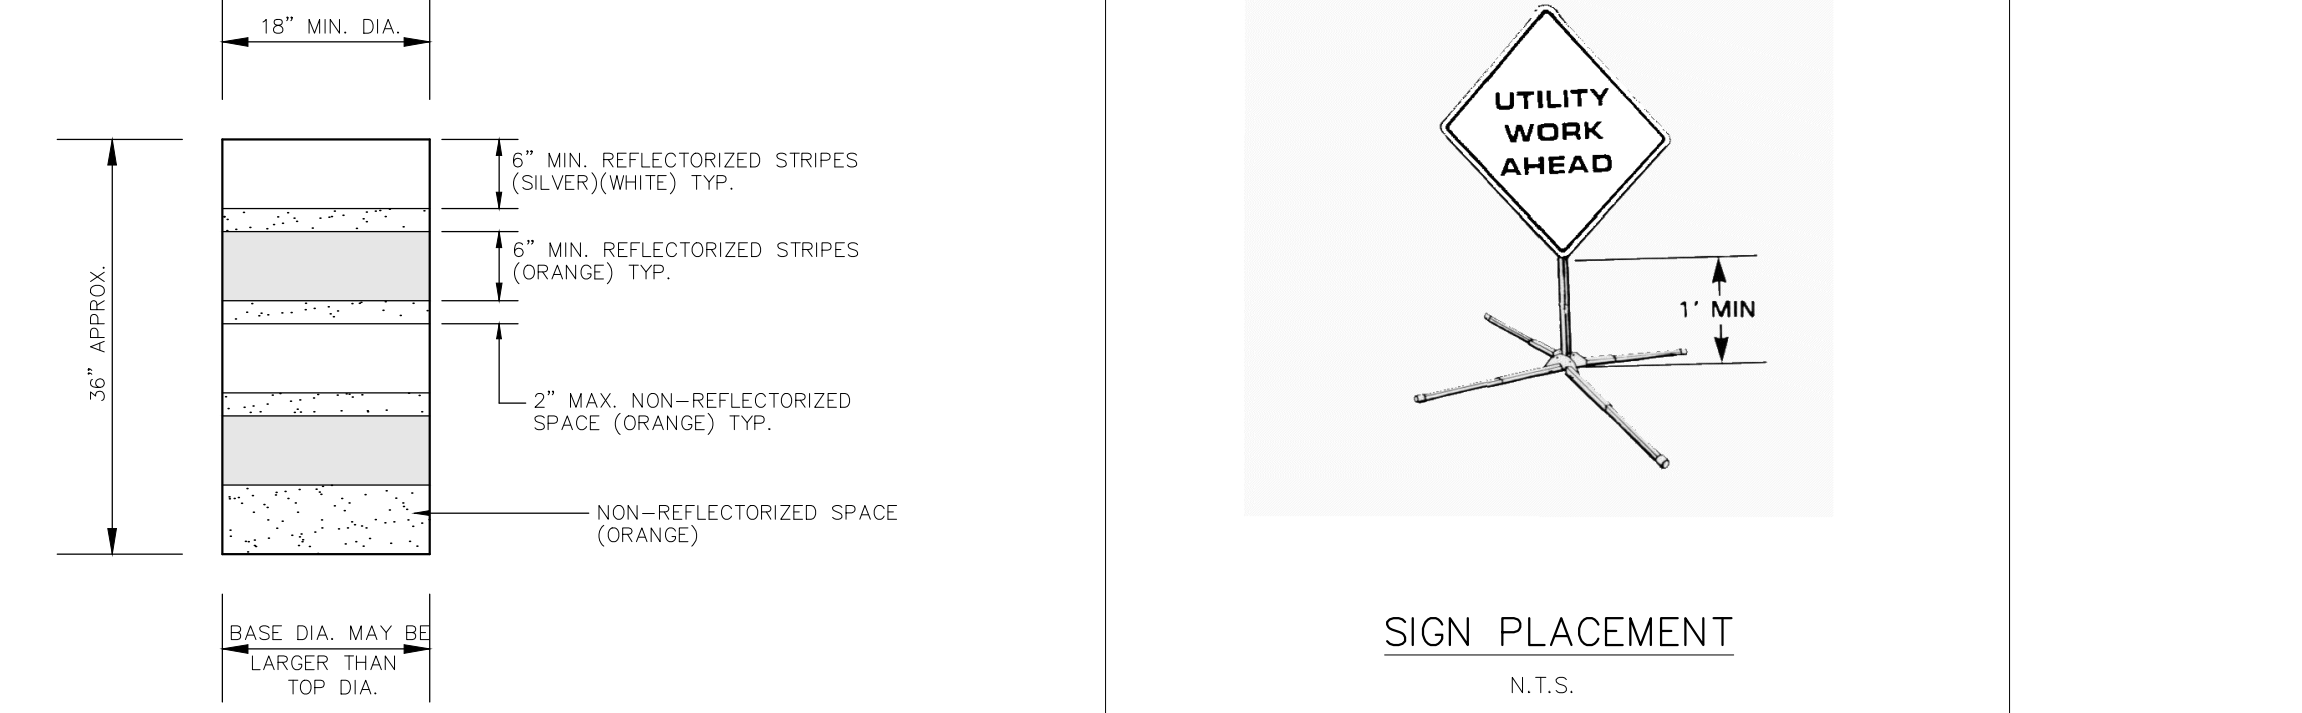 18” MIN. DIA.
6” MIN. REFLECTORIZED STRIPES
(SILVER)(WHITE) TYP.
6” MIN. REFLECTORIZED STRIPES
(ORANGE) TYP.
36” APPROX.
2” MAX. NON–REFLECTORIZED
SPACE (ORANGE) TYP.
NON–REFLECTORIZED SPACE
(ORANGE)
BASE DIA. MAY BE
LARGER THAN
TOP DIA.
UTILITY
WORK
AHEAD
1’ MIN
SIGN PLACEMENT
N.T.S.